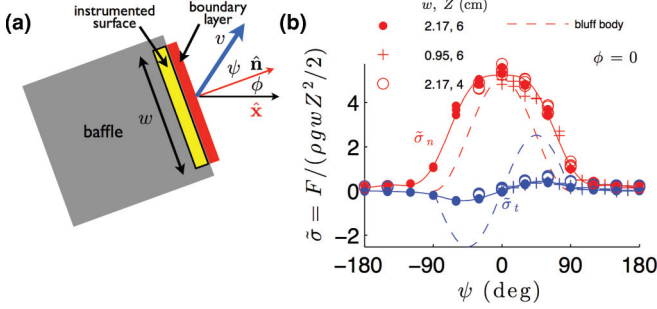 (a)
instrumented
surface
boundary
layer
v
ψ
n̂
ϕ
x̂
w
baffle
(b)
w, Z (cm)
2.17, 6
0.95, 6
2.17, 4
bluff body
ϕ = 0
σ̃ₙ
σ̃ₜ
σ̃ = F/(ρgwZ²/2)
4
2
0
−2
−180
−90
0
90
180
ψ (deg)